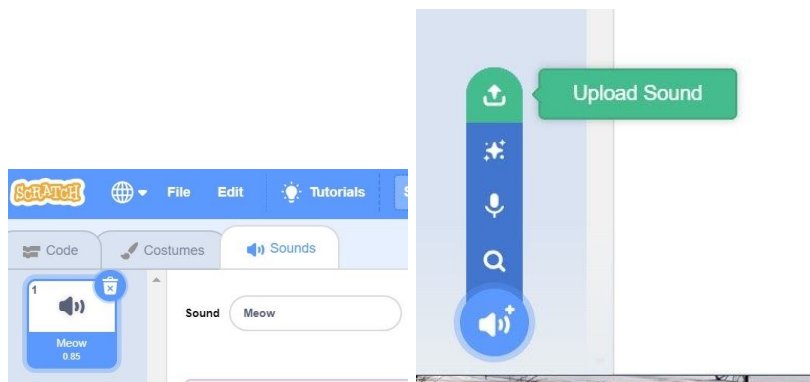 Upload Sound
SCRATCH File Edit Tutorials
Code Costumes Sounds
1
Sound Meow
Meow
0.85